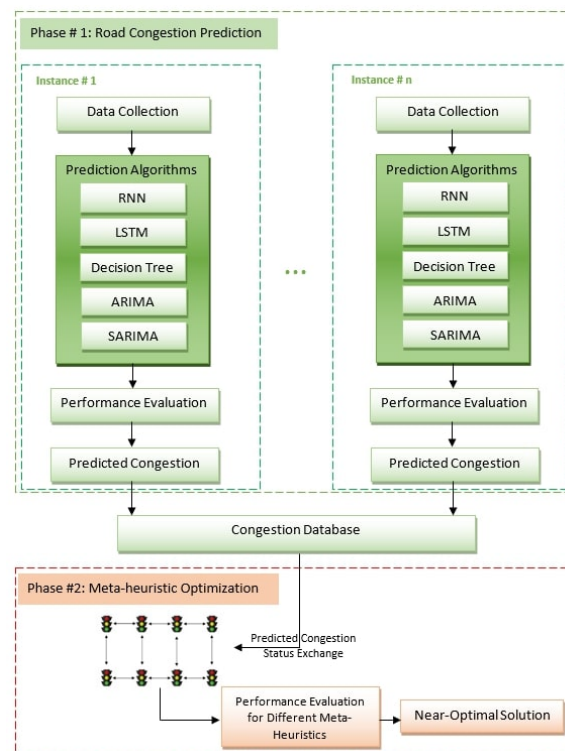 Phase # 1: Road Congestion Prediction
Instance # 1
Data Collection
Prediction Algorithms
RNN
LSTM
Decision Tree
ARIMA
SARIMA
Performance Evaluation
Predicted Congestion
...
Instance # n
Data Collection
Prediction Algorithms
RNN
LSTM
Decision Tree
ARIMA
SARIMA
Performance Evaluation
Predicted Congestion
Congestion Database
Phase #2: Meta-heuristic Optimization
Predicted Congestion
Status Exchange
Performance Evaluation
for Different Meta-
Heuristics
Near-Optimal Solution